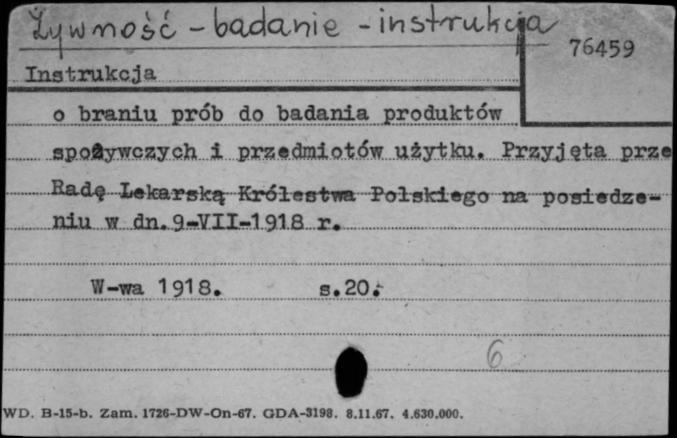 Żywność - badanie - instrukcja
76459
Instrukcja
o braniu prób do badania produktów
spożywczych i przedmiotów użytku. Przyjęta prze
Radę Lekarską Królestwa Polskiego na posiedze-
niu w dn. 9-VII-1918 r.
W-wa 1918. s.20.
6
WD. B-15-b. Zam. 1726-DW-On-67. GDA-3198. 8.11.67. 4.630.000.